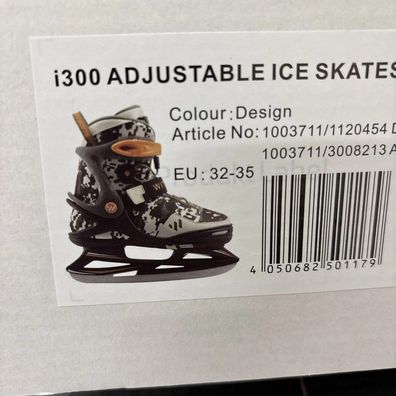 i300 ADJUSTABLE ICE SKATES
Colour:Design
Article No: 1003711/1120454 D
1003711/3008213 A
EU : 32-35
4 050682 501179